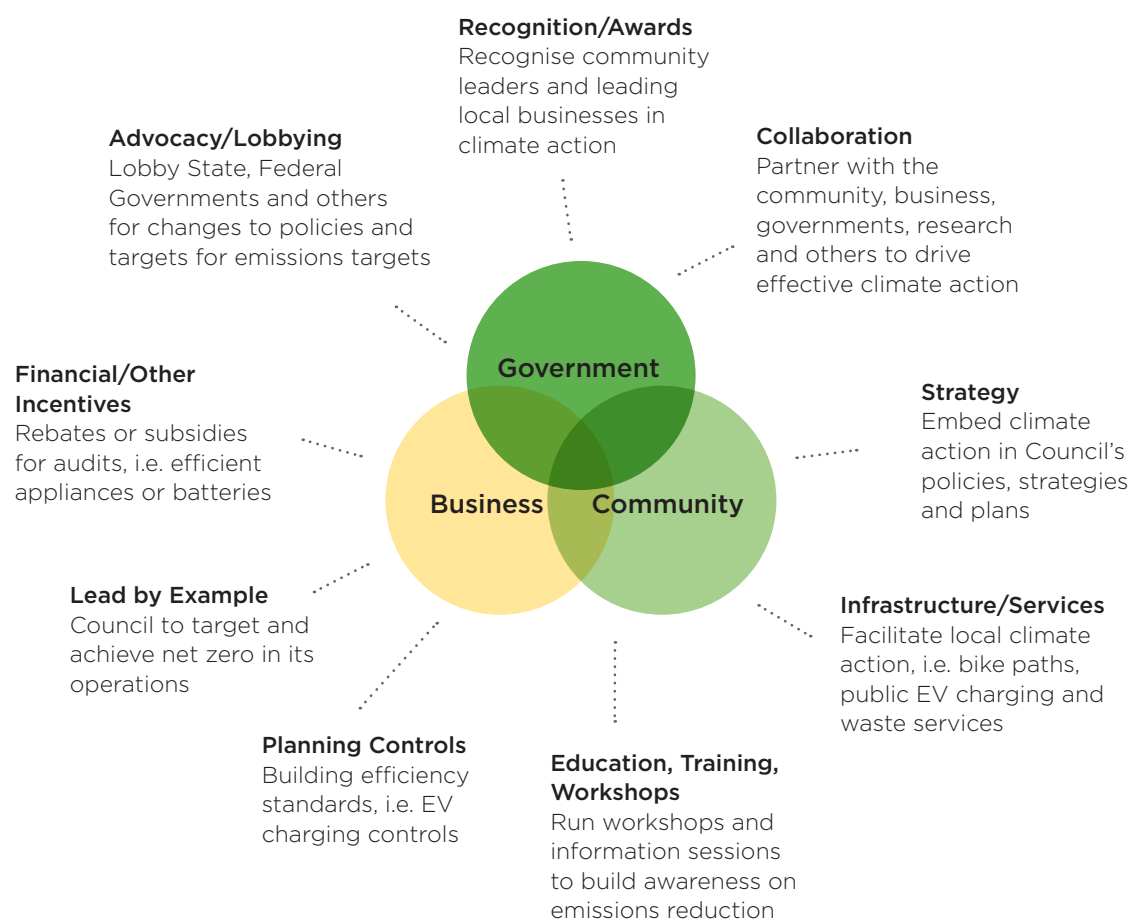 Recognition/Awards
Recognise community
leaders and leading
local businesses in
climate action
Advocacy/Lobbying
Lobby State, Federal
Governments and others
for changes to policies and
targets for emissions targets
Collaboration
Partner with the
community, business,
governments, research
and others to drive
effective climate action
Government
Financial/Other
Incentives
Rebates or subsidies
for audits, i.e. efficient
appliances or batteries
Strategy
Embed climate
action in Council's
policies, strategies
and plans
Business
Community
Lead by Example
Council to target and
achieve net zero in its
operations
Infrastructure/Services
Facilitate local climate
action, i.e. bike paths,
public EV charging and
waste services
Planning Controls
Building efficiency
standards, i.e. EV
charging controls
Education, Training,
Workshops
Run workshops and
information sessions
to build awareness on
emissions reduction